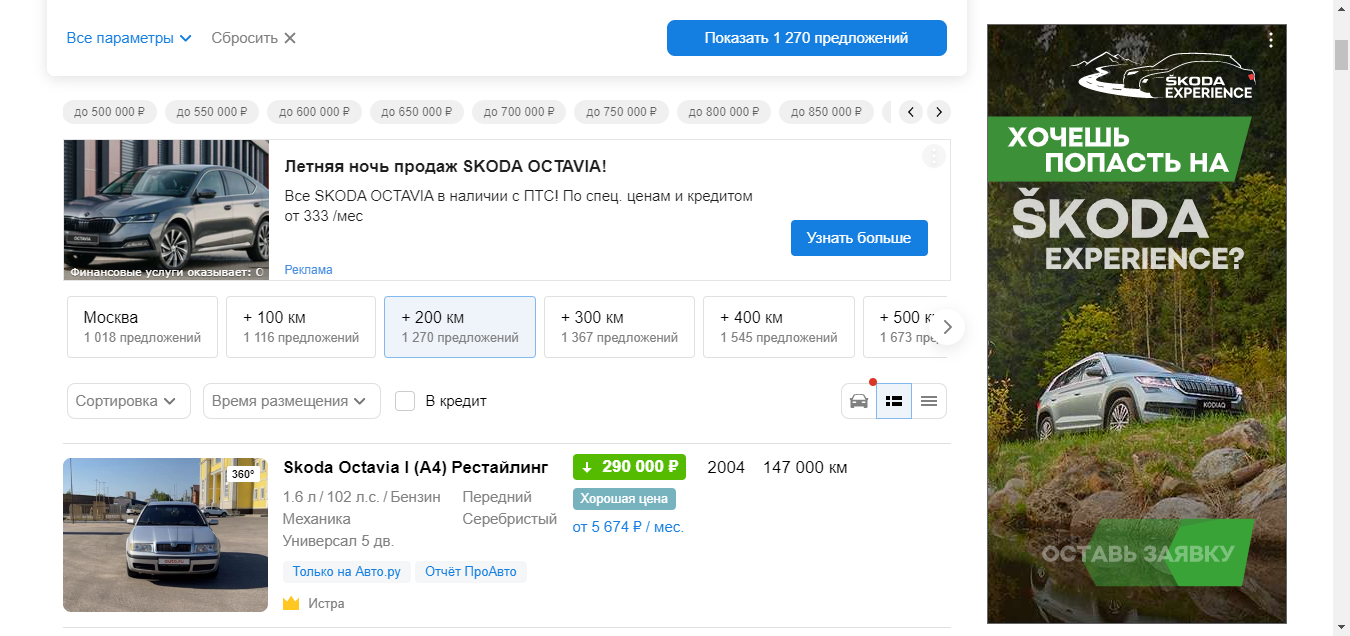 Все параметры
Сбросить
Показать 1 270 предложений
до 500 000 ₽
до 550 000 ₽
до 600 000 ₽
до 650 000 ₽
до 700 000 ₽
до 750 000 ₽
до 800 000 ₽
до 850 000 ₽
OCTAVIA
Финансовые услуги оказывает: О
Летняя ночь продаж SKODA OCTAVIA!
Все SKODA OCTAVIA в наличии с ПТС! По спец. ценам и кредитом
от 333 /мес
Узнать больше
Реклама
Москва
1 018 предложений
+ 100 км
1 116 предложений
+ 200 км
1 270 предложений
+ 300 км
1 367 предложений
+ 400 км
1 545 предложений
+ 500 к
1 673 пре
Сортировка
Время размещения
В кредит
360°
Skoda Octavia I (A4) Рестайлинг
290 000 ₽
2004
147 000 км
1.6 л / 102 л.с. / Бензин
Передний
Хорошая цена
Механика
Серебристый
от 5 674 ₽ / мес.
Универсал 5 дв.
Только на Авто.ру
Отчёт ПроАвто
Истра
ŠKODA
EXPERIENCE
ХОЧЕШЬ
ПОПАСТЬ НА
ŠKODA
EXPERIENCE?
KODIAQ
ОСТАВЬ ЗАЯВКУ